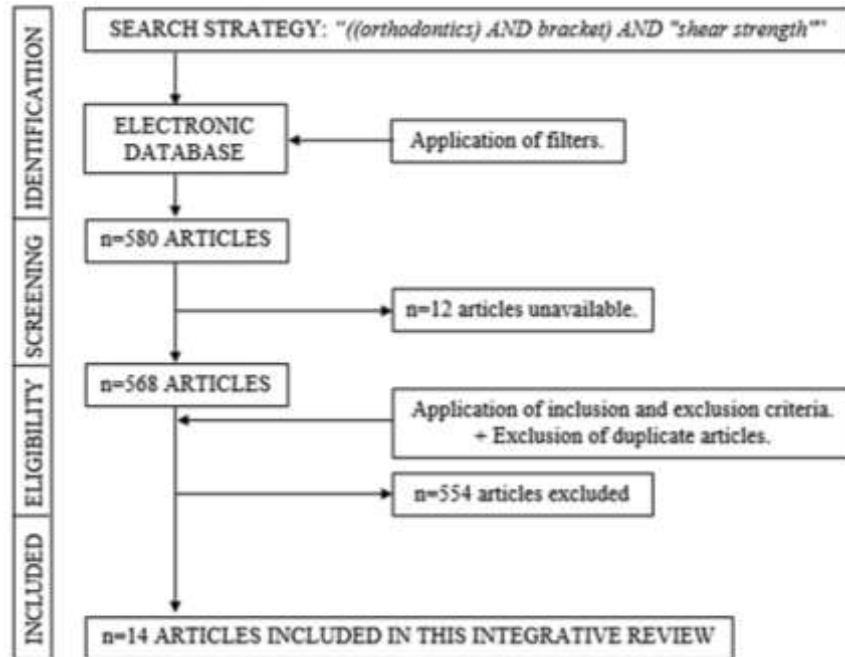 SEARCH STRATEGY: "((orthodontics) AND bracket) AND "shear strength""
IDENTIFICATION
ELECTRONIC
DATABASE
Application of filters.
n=580 ARTICLES
SCREENING
n=12 articles unavailable.
n=568 ARTICLES
ELIGIBILITY
Application of inclusion and exclusion criteria.
+ Exclusion of duplicate articles.
n=554 articles excluded
INCLUDED
n=14 ARTICLES INCLUDED IN THIS INTEGRATIVE REVIEW